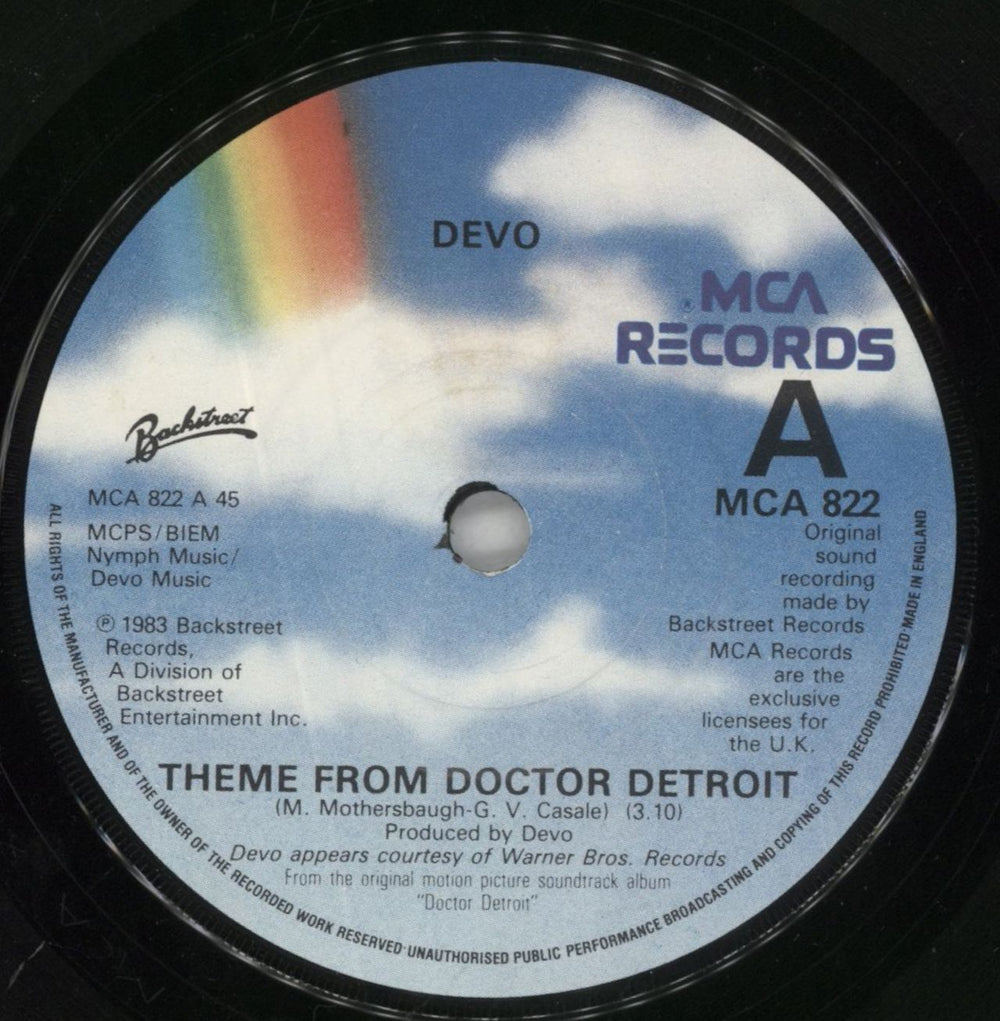 DEVO
MCA
RECORDS
A
MCA 822
Backstreet
MCA 822 A 45
MCPS/BIEM
Nymph Music/
Devo Music
℗ 1983 Backstreet
Records,
A Division of
Backstreet
Entertainment Inc.
Original
sound
recording
made by
Backstreet Records
MCA Records
are the
exclusive
licensees for
the U.K.
THEME FROM DOCTOR DETROIT
(M. Mothersbaugh-G. V. Casale) (3.10)
Produced by Devo
Devo appears courtesy of Warner Bros. Records
From the original motion picture soundtrack album
"Doctor Detroit"
ALL RIGHTS OF THE MANUFACTURER AND OF THE OWNER OF THE RECORDED WORK RESERVED·UNAUTHORISED PUBLIC PERFORMANCE BROADCASTING AND COPYING OF THIS RECORD PROHIBITED·MADE IN ENGLAND